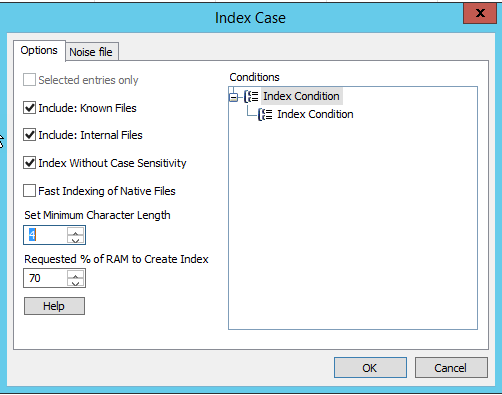 Index Case
X
Options
Noise file
Selected entries only
Include: Known Files
Include: Internal Files
Index Without Case Sensitivity
Fast Indexing of Native Files
Set Minimum Character Length
4
Requested % of RAM to Create Index
70
Help
Conditions
Index Condition
Index Condition
OK
Cancel